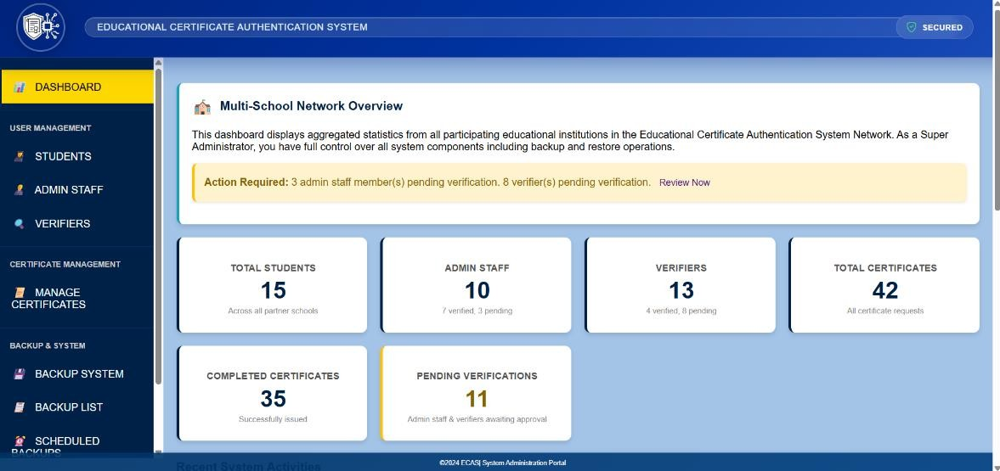 EDUCATIONAL CERTIFICATE AUTHENTICATION SYSTEM
SECURED
DASHBOARD
USER MANAGEMENT
STUDENTS
ADMIN STAFF
VERIFIERS
CERTIFICATE MANAGEMENT
MANAGE
CERTIFICATES
BACKUP & SYSTEM
BACKUP SYSTEM
BACKUP LIST
SCHEDULED
BACKUPS
Multi-School Network Overview
This dashboard displays aggregated statistics from all participating educational institutions in the Educational Certificate Authentication System Network. As a Super
Administrator, you have full control over all system components including backup and restore operations.
Action Required: 3 admin staff member(s) pending verification. 8 verifier(s) pending verification. Review Now
TOTAL STUDENTS
15
Across all partner schools
ADMIN STAFF
10
7 verified, 3 pending
VERIFIERS
13
4 verified, 8 pending
TOTAL CERTIFICATES
42
All certificate requests
COMPLETED CERTIFICATES
35
Successfully issued
PENDING VERIFICATIONS
11
Admin staff & verifiers awaiting approval
Recent System Activities
©2024 ECAS| System Administration Portal